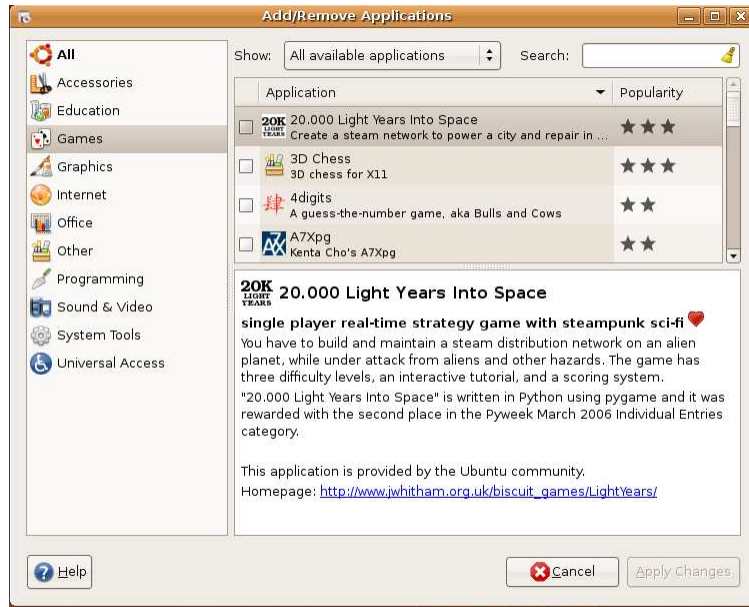 Add/Remove Applications
All
Accessories
Education
Games
Graphics
Internet
Office
Other
Programming
Sound & Video
System Tools
Universal Access
Show: All available applications Search:
Application Popularity
20K LIGHT YEARS
20.000 Light Years Into Space
Create a steam network to power a city and repair in ...
3D Chess
3D chess for X11
肆
4digits
A guess-the-number game, aka Bulls and Cows
A7X
A7Xpg
Kenta Cho's A7Xpg
20K LIGHT YEARS
20.000 Light Years Into Space
single player real-time strategy game with steampunk sci-fi
You have to build and maintain a steam distribution network on an alien
planet, while under attack from aliens and other hazards. The game has
three difficulty levels, an interactive tutorial, and a scoring system.
"20.000 Light Years Into Space" is written in Python using pygame and it was
rewarded with the second place in the Pyweek March 2006 Individual Entries
category.
This application is provided by the Ubuntu community.
Homepage: http://www.jwhitham.org.uk/biscuit_games/LightYears/
Help
Cancel
Apply Changes